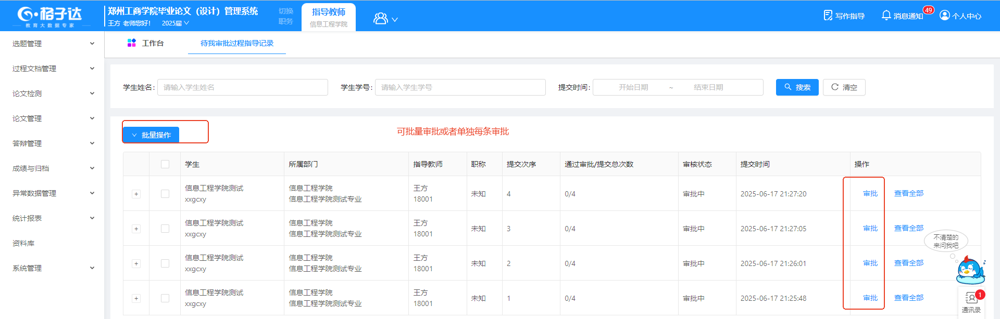 格子达
教育大数据专家
郑州工商学院毕业论文（设计）管理系统
王方 老师您好！ 2025届
切换
职务
指导教师
信息工程学院
写作指导
消息通知
49
个人中心
选题管理
过程文档管理
论文检测
论文管理
答辩管理
成绩与归档
异常数据管理
统计报表
资料库
系统管理
工作台
待我审批过程指导记录
学生姓名: 请输入学生姓名
学生学号: 请输入学生学号
提交时间: 开始日期 ~ 结束日期
搜索
清空
批量操作
可批量审批或者单独每条审批
学生 所属部门 指导教师 职称 提交次序 通过审批/提交总次数 审核状态 提交时间 操作
信息工程学院测试 信息工程学院 王方
xxgcxy 信息工程学院测试专业 18001
未知 4 0/4 审批中 2025-06-17 21:27:20 审批 查看全部
信息工程学院测试 信息工程学院 王方
xxgcxy 信息工程学院测试专业 18001
未知 3 0/4 审批中 2025-06-17 21:27:05 审批 查看全部
信息工程学院测试 信息工程学院 王方
xxgcxy 信息工程学院测试专业 18001
未知 2 0/4 审批中 2025-06-17 21:26:01 审批 查看全部
信息工程学院测试 信息工程学院 王方
xxgcxy 信息工程学院测试专业 18001
未知 1 0/4 审批中 2025-06-17 21:25:48 审批 查看全部
不清楚的
来问我吧
1
通讯录